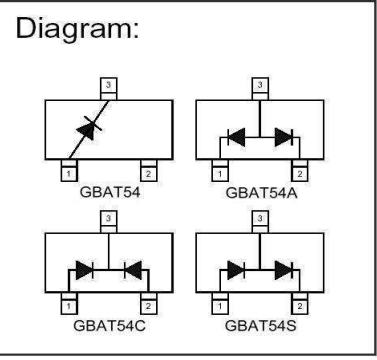 Diagram:
3 3
1 2 1 2
GBAT54 GBAT54A
3 3
1 2 1 2
GBAT54C GBAT54S